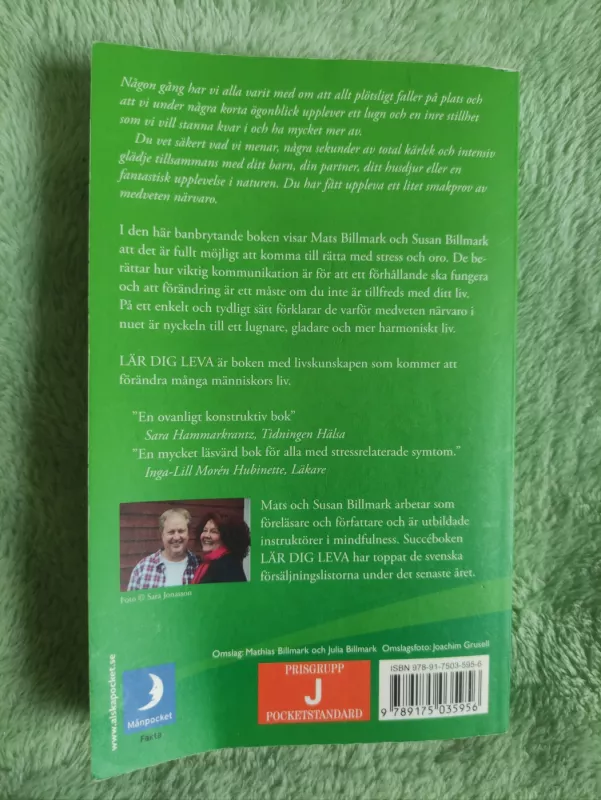 Någon gång har vi alla varit med om att allt plötsligt faller på plats och
att vi under några korta ögonblick upplever ett lugn och en inre stillhet
som vi vill stanna kvar i och ha mycket mer av.
Du vet säkert vad vi menar, några sekunder av total kärlek och intensiv
glädje tillsammans med ditt barn, din partner, ditt husdjur eller en
fantastisk upplevelse i naturen. Du har fått uppleva ett litet smakprov av
medveten närvaro.
I den här banbrytande boken visar Mats Billmark och Susan Billmark
att det är fullt möjligt att komma till rätta med stress och oro. De be-
rättar hur viktig kommunikation är för att ett förhållande ska fungera
och att förändring är ett måste om du inte är tillfreds med ditt liv.
På ett enkelt och tydligt sätt förklarar de varför medveten närvaro i
nuet är nyckeln till ett lugnare, gladare och mer harmoniskt liv.
LÄR DIG LEVA är boken med livskunskapen som kommer att
förändra många människors liv.
"En ovanligt konstruktiv bok"
Sara Hammarkrantz, Tidningen Hälsa
"En mycket läsvärd bok för alla med stressrelaterade symtom."
Inga-Lill Morén Hubinette, Läkare
Mats och Susan Billmark arbetar som
föreläsare och författare och är utbildade
instruktörer i mindfulness. Succéboken
LÄR DIG LEVA har toppat de svenska
försäljningslistorna under det senaste året.
Foto © Sara Jonasson
Omslag: Mathias Billmark och Julia Billmark Omslagsfoto: Joachim Grusell
www.alskapocket.se
Månpocket
Fakta
PRISGRUPP
J
POCKETSTANDARD
ISBN 978-91-7503-595-6
9 789175 035956